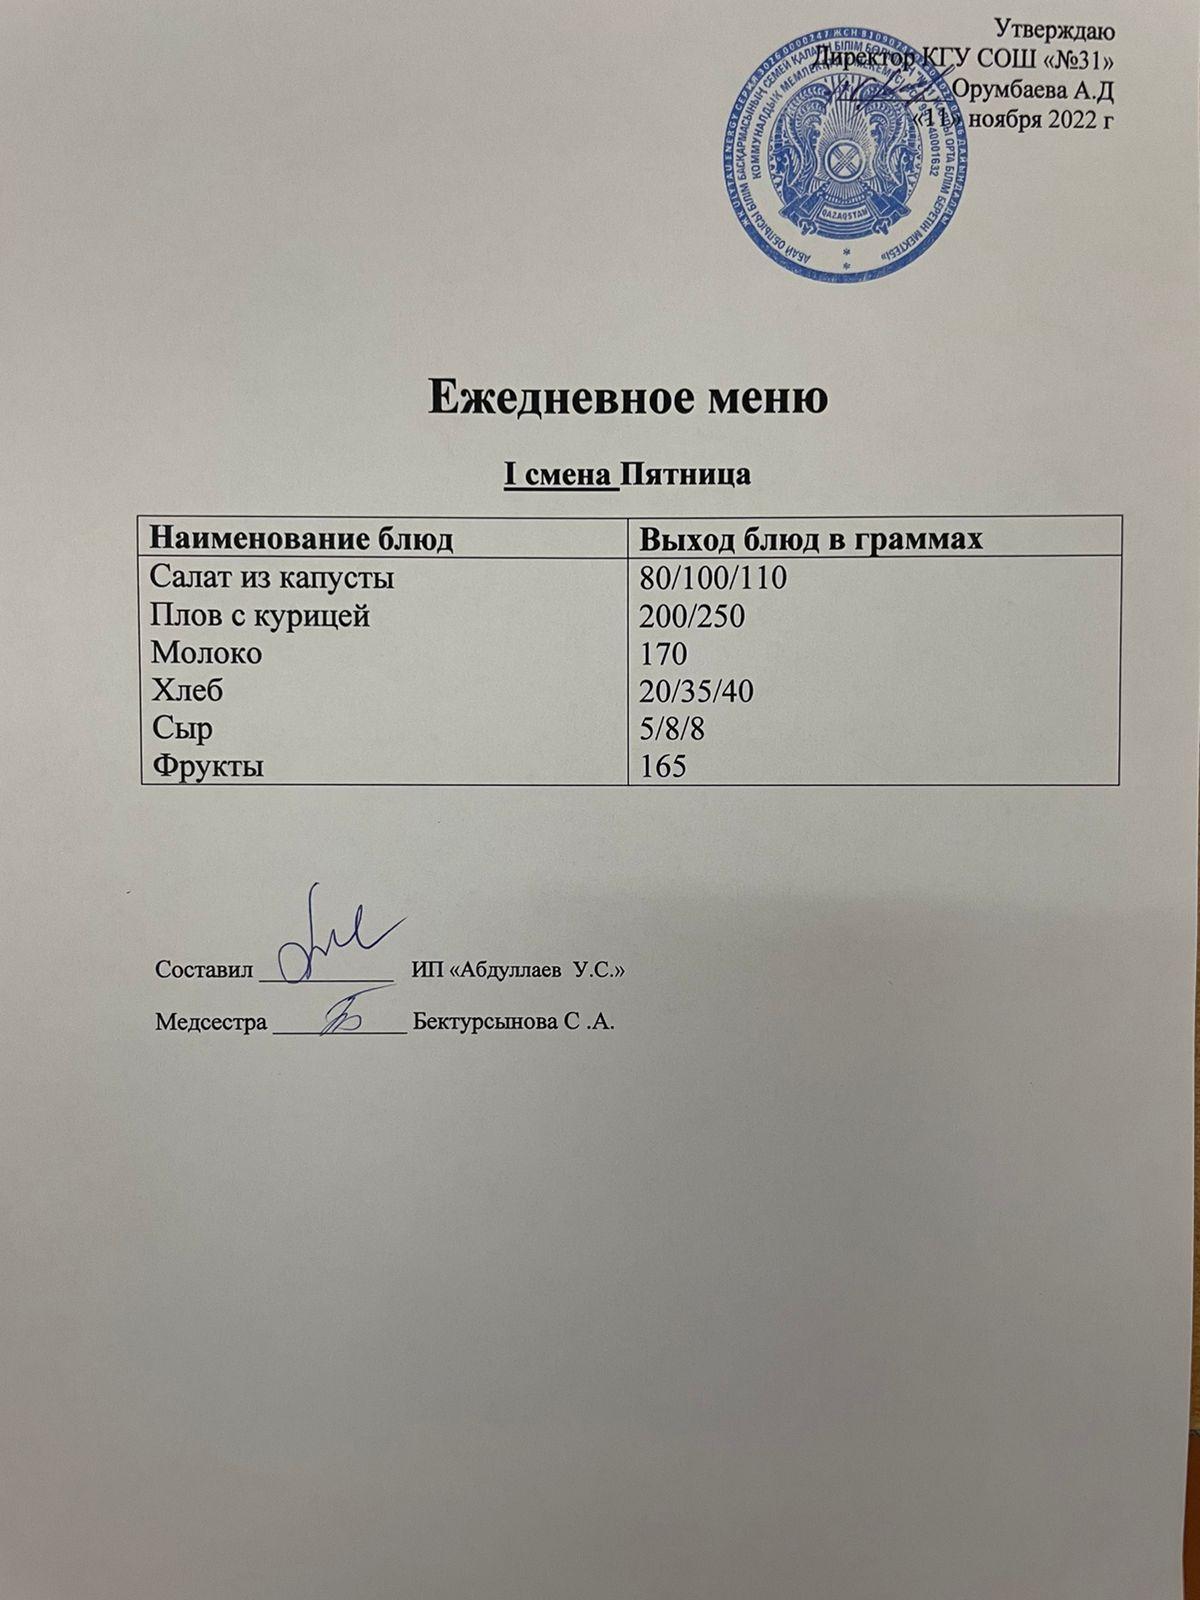 Утверждаю
Директор КГУ СОШ «№31»
Орумбаева А.Д
«11» ноября 2022 г
QAZAQSTAN
Ежедневное меню
I смена Пятница
Наименование блюд Выход блюд в граммах
Салат из капусты 80/100/110
Плов с курицей 200/250
Молоко 170
Хлеб 20/35/40
Сыр 5/8/8
Фрукты 165
Составил ИП «Абдуллаев У.С.»
Медсестра Бектурсынова С .А.